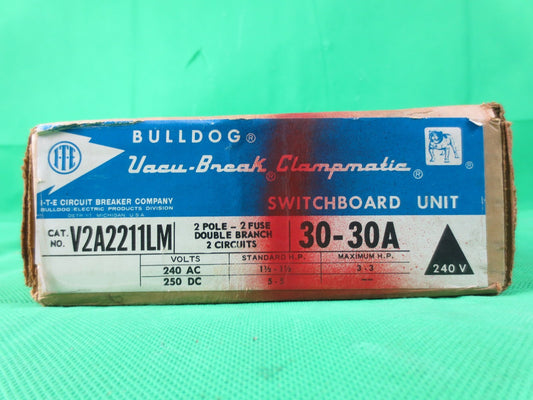 I-T-E
BULLDOG®
Vacu-Break® Clampmatic®
I-T-E CIRCUIT BREAKER COMPANY
BULLDOG ELECTRIC PRODUCTS DIVISION
DETROIT, MICHIGAN, U.S.A.
SWITCHBOARD UNIT
CAT. NO. V2A2211LM
2 POLE - 2 FUSE
DOUBLE BRANCH
2 CIRCUITS
30-30A
240 V
VOLTS STANDARD H.P. MAXIMUM H.P.
240 AC 1½ - 1½ 3 - 3
250 DC 5 - 5 —